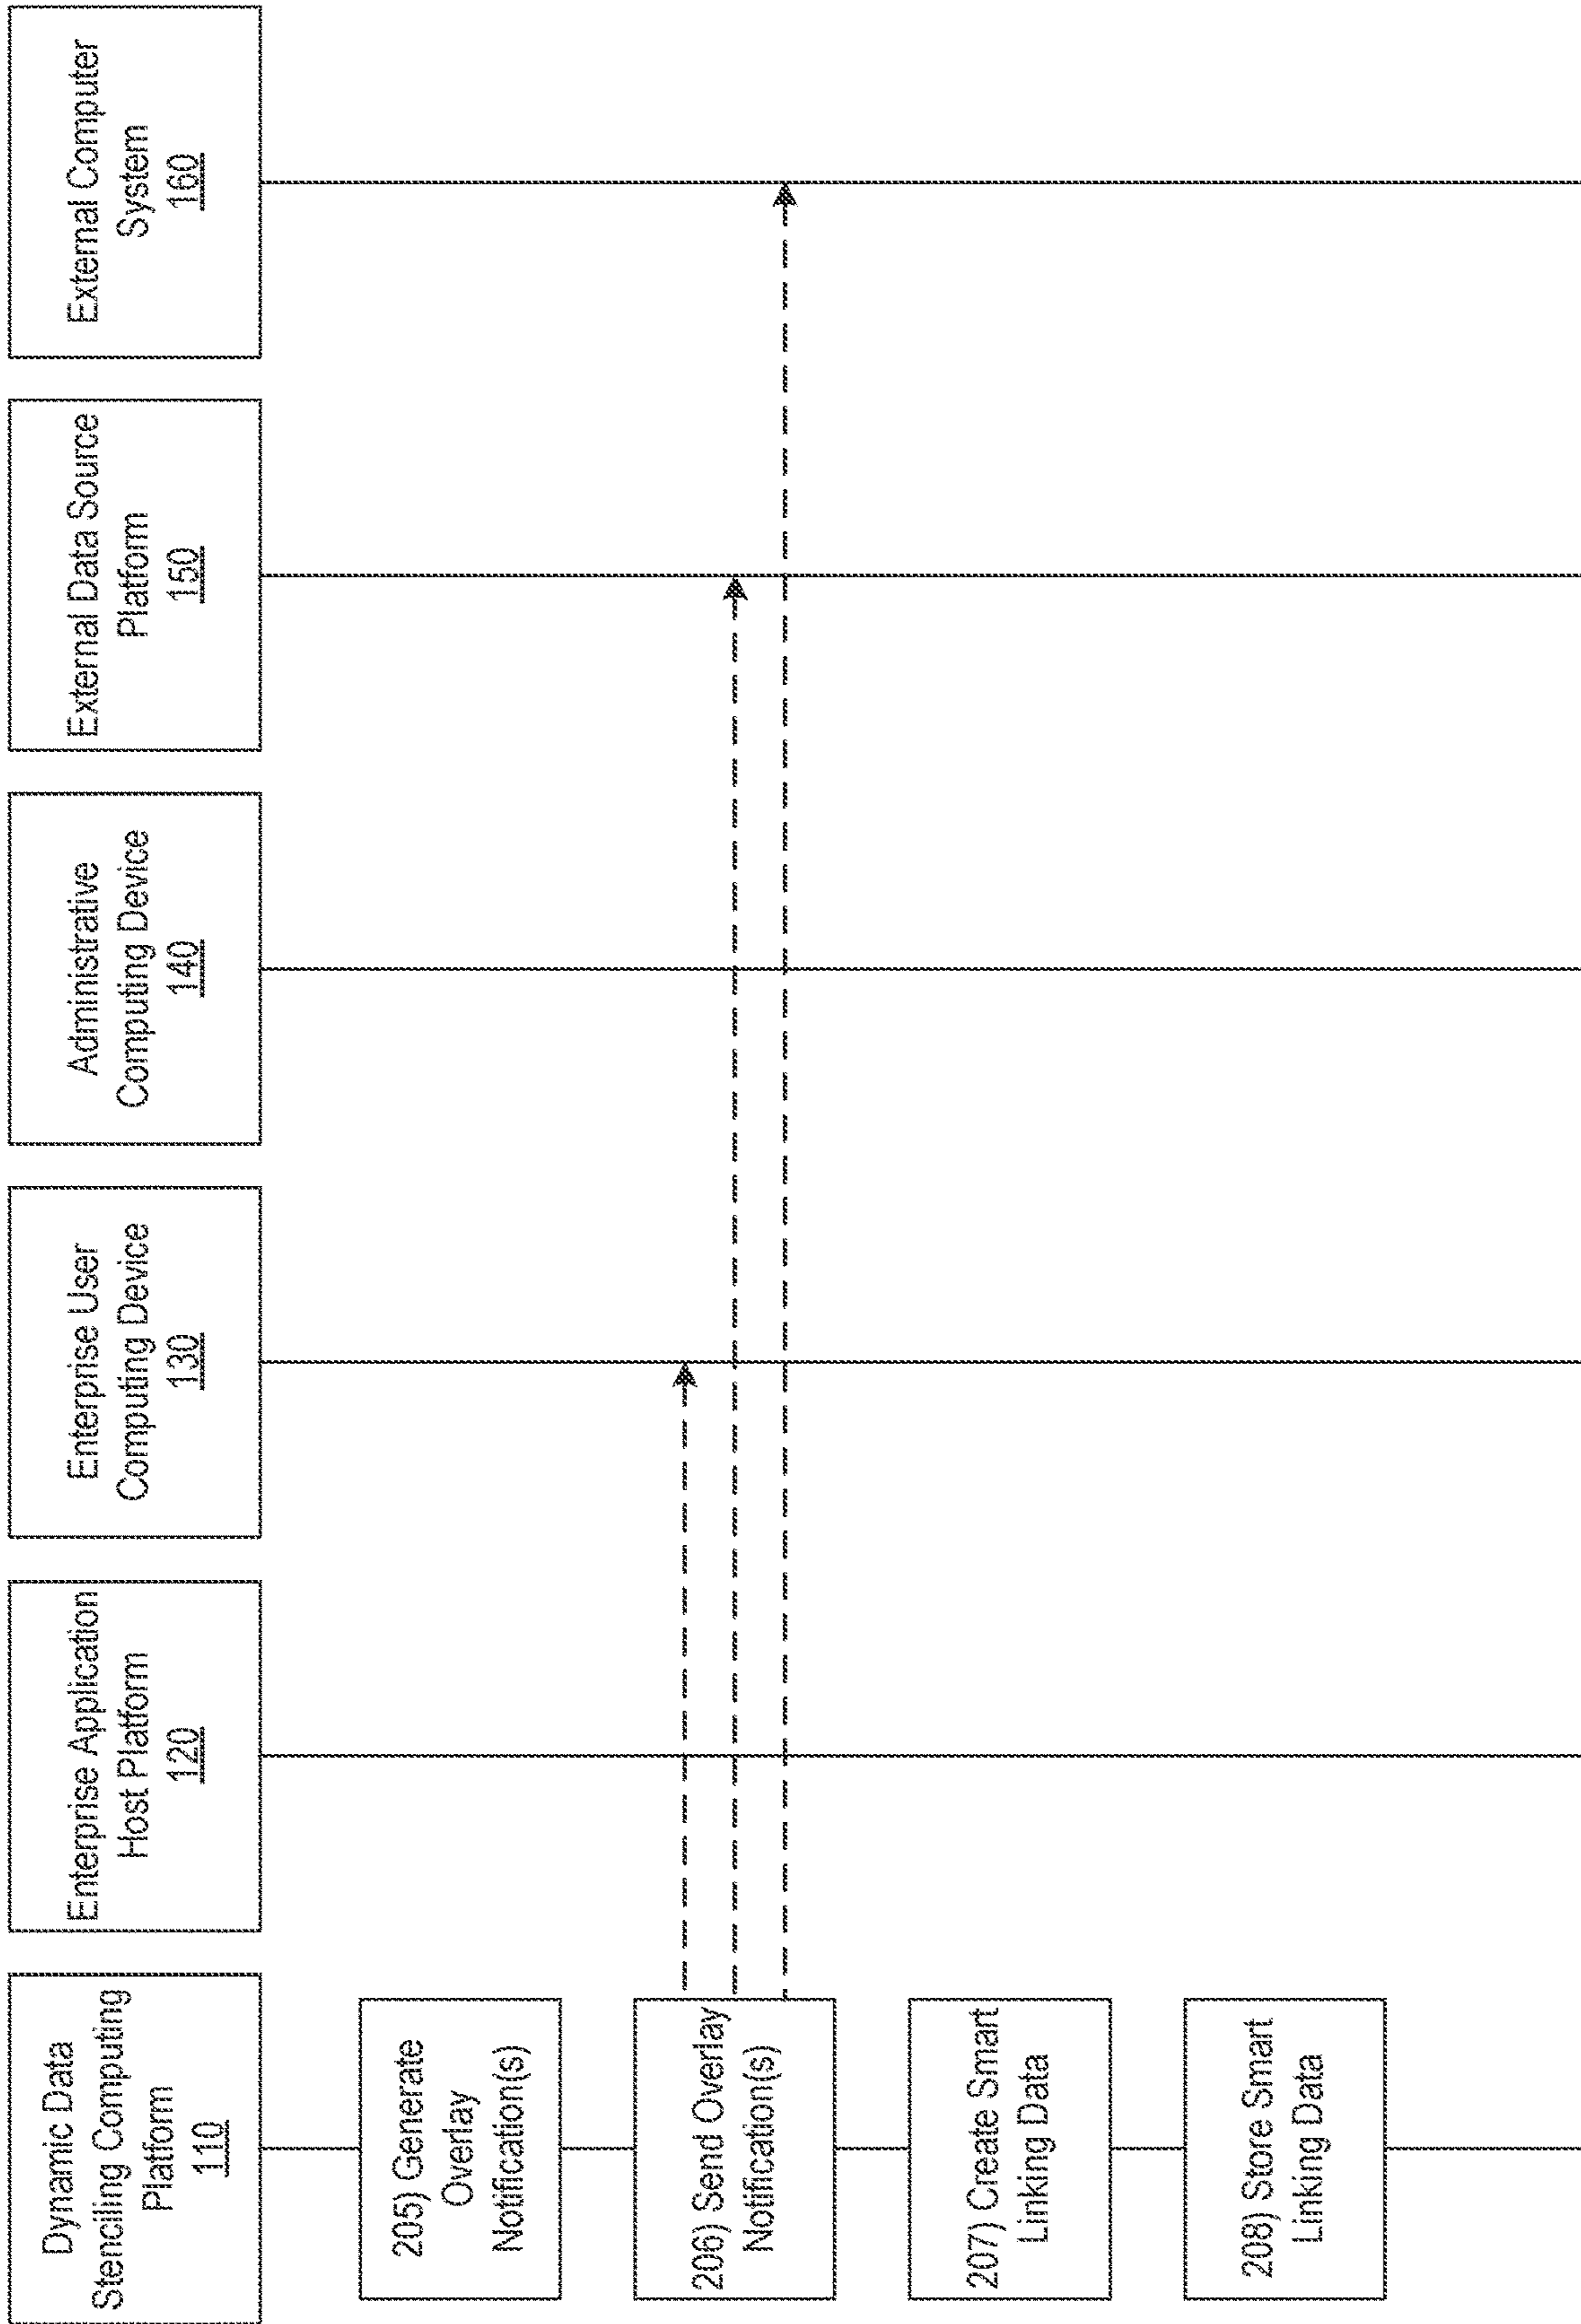 Dynamic Data
Stenciling Computing
Platform
110
Enterprise Application
Host Platform
120
Enterprise User
Computing Device
130
Administrative
Computing Device
140
External Data Source
Platform
150
External Computer
System
160
205) Generate
Overlay
Notification(s)
206) Send Overlay
Notification(s)
207) Create Smart
Linking Data
208) Store Smart
Linking Data